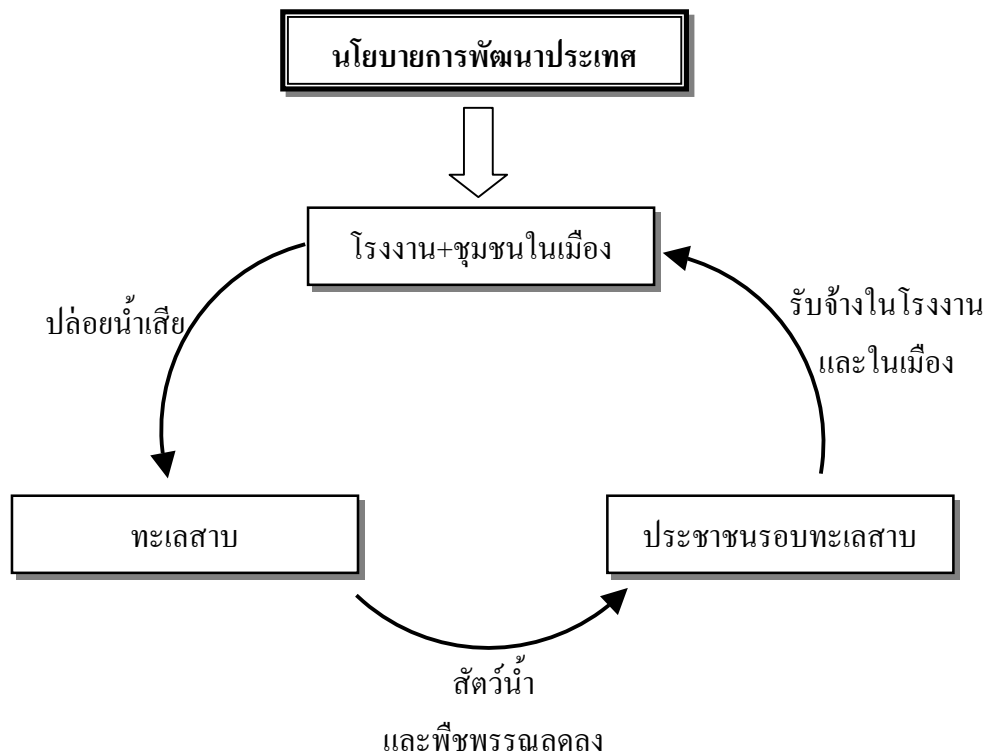 นโยบายการพัฒนาประเทศ
โรงงาน+ชุมชนในเมือง
ปล่อยน้ำเสีย
รับจ้างในโรงงาน
และในเมือง
ทะเลสาบ
ประชาชนรอบทะเลสาบ
สัตว์น้ำ
และพืชพรรณลดลง